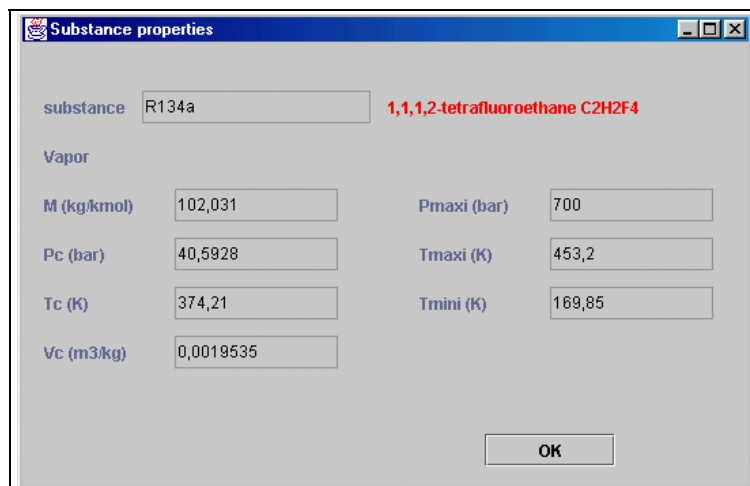 Substance properties
substance R134a 1,1,1,2-tetrafluoroethane C2H2F4
Vapor
M (kg/kmol) 102,031 Pmaxi (bar) 700
Pc (bar) 40,5928 Tmaxi (K) 453,2
Tc (K) 374,21 Tmini (K) 169,85
Vc (m3/kg) 0,0019535
OK